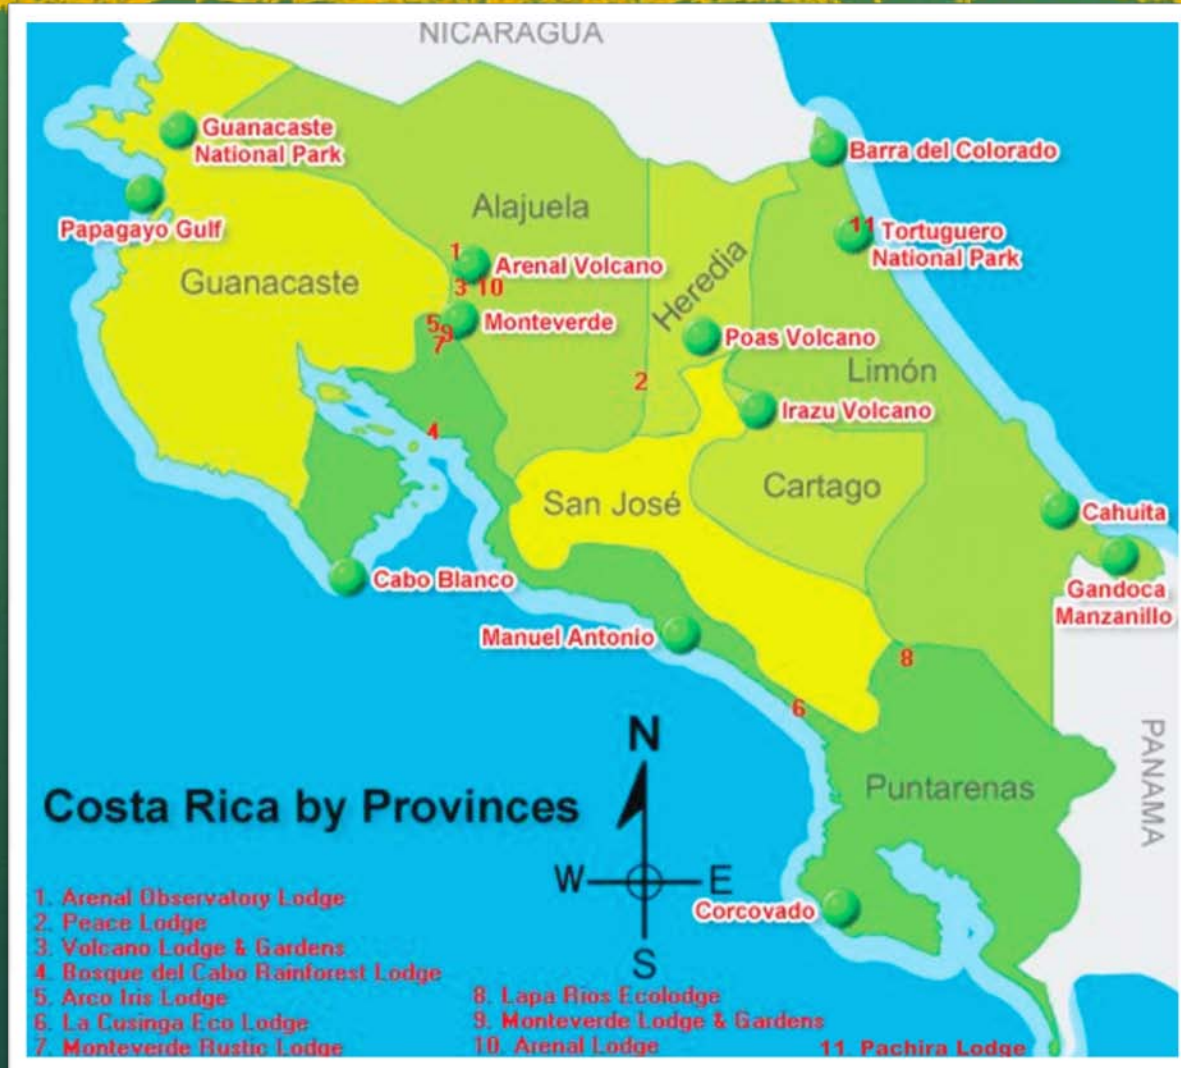 NICARAGUA
Guanacaste
National Park
Barra del Colorado
Alajuela
Papagayo Gulf
11
Tortuguero
National Park
1
Arenal Volcano
Guanacaste
3 10
Heredia
5
9
7
Monteverde
Poas Volcano
Limón
2
Irazu Volcano
4
San José
Cartago
Cahuita
Cabo Blanco
Gandoca
Manzanillo
Manuel Antonio
8
6
N
PANAMA
Puntarenas
Costa Rica by Provinces
W
E
Corcovado
S
1. Arenal Observatory Lodge
2. Peace Lodge
3. Volcano Lodge & Gardens
4. Bosque del Cabo Rainforest Lodge
5. Arco Iris Lodge
6. La Cusinga Eco Lodge
7. Monteverde Rustic Lodge
8. Lapa Rios Ecolodge
9. Monteverde Lodge & Gardens
10. Arenal Lodge
11. Pachira Lodge